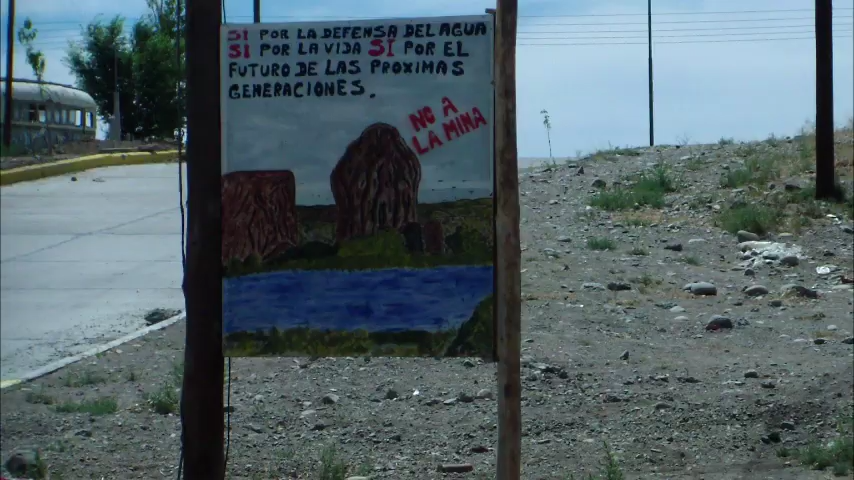 SI POR LA DEFENSA DEL AGUA
SI POR LA VIDA SI POR EL
FUTURO DE LAS PROXIMAS
GENERACIONES.
NO A
LA MINA